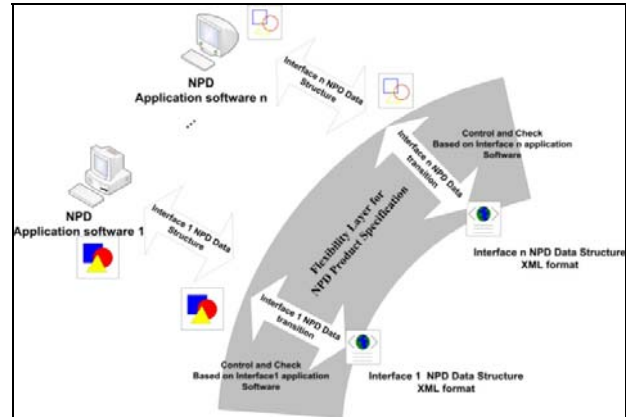 NPD
Application software n
...
Interface n NPD Data
Structure
NPD
Application software 1
Interface 1 NPD Data
Structure
Control and Check
Based on Interface n application
Software
Interface n NPD Data
transition
Flexibility Layer for
NPD Product Specification
Interface n NPD Data Structure
XML format
Interface 1 NPD Data
transition
Control and Check
Based on Interface1 application
Software
Interface 1 NPD Data Structure
XML format